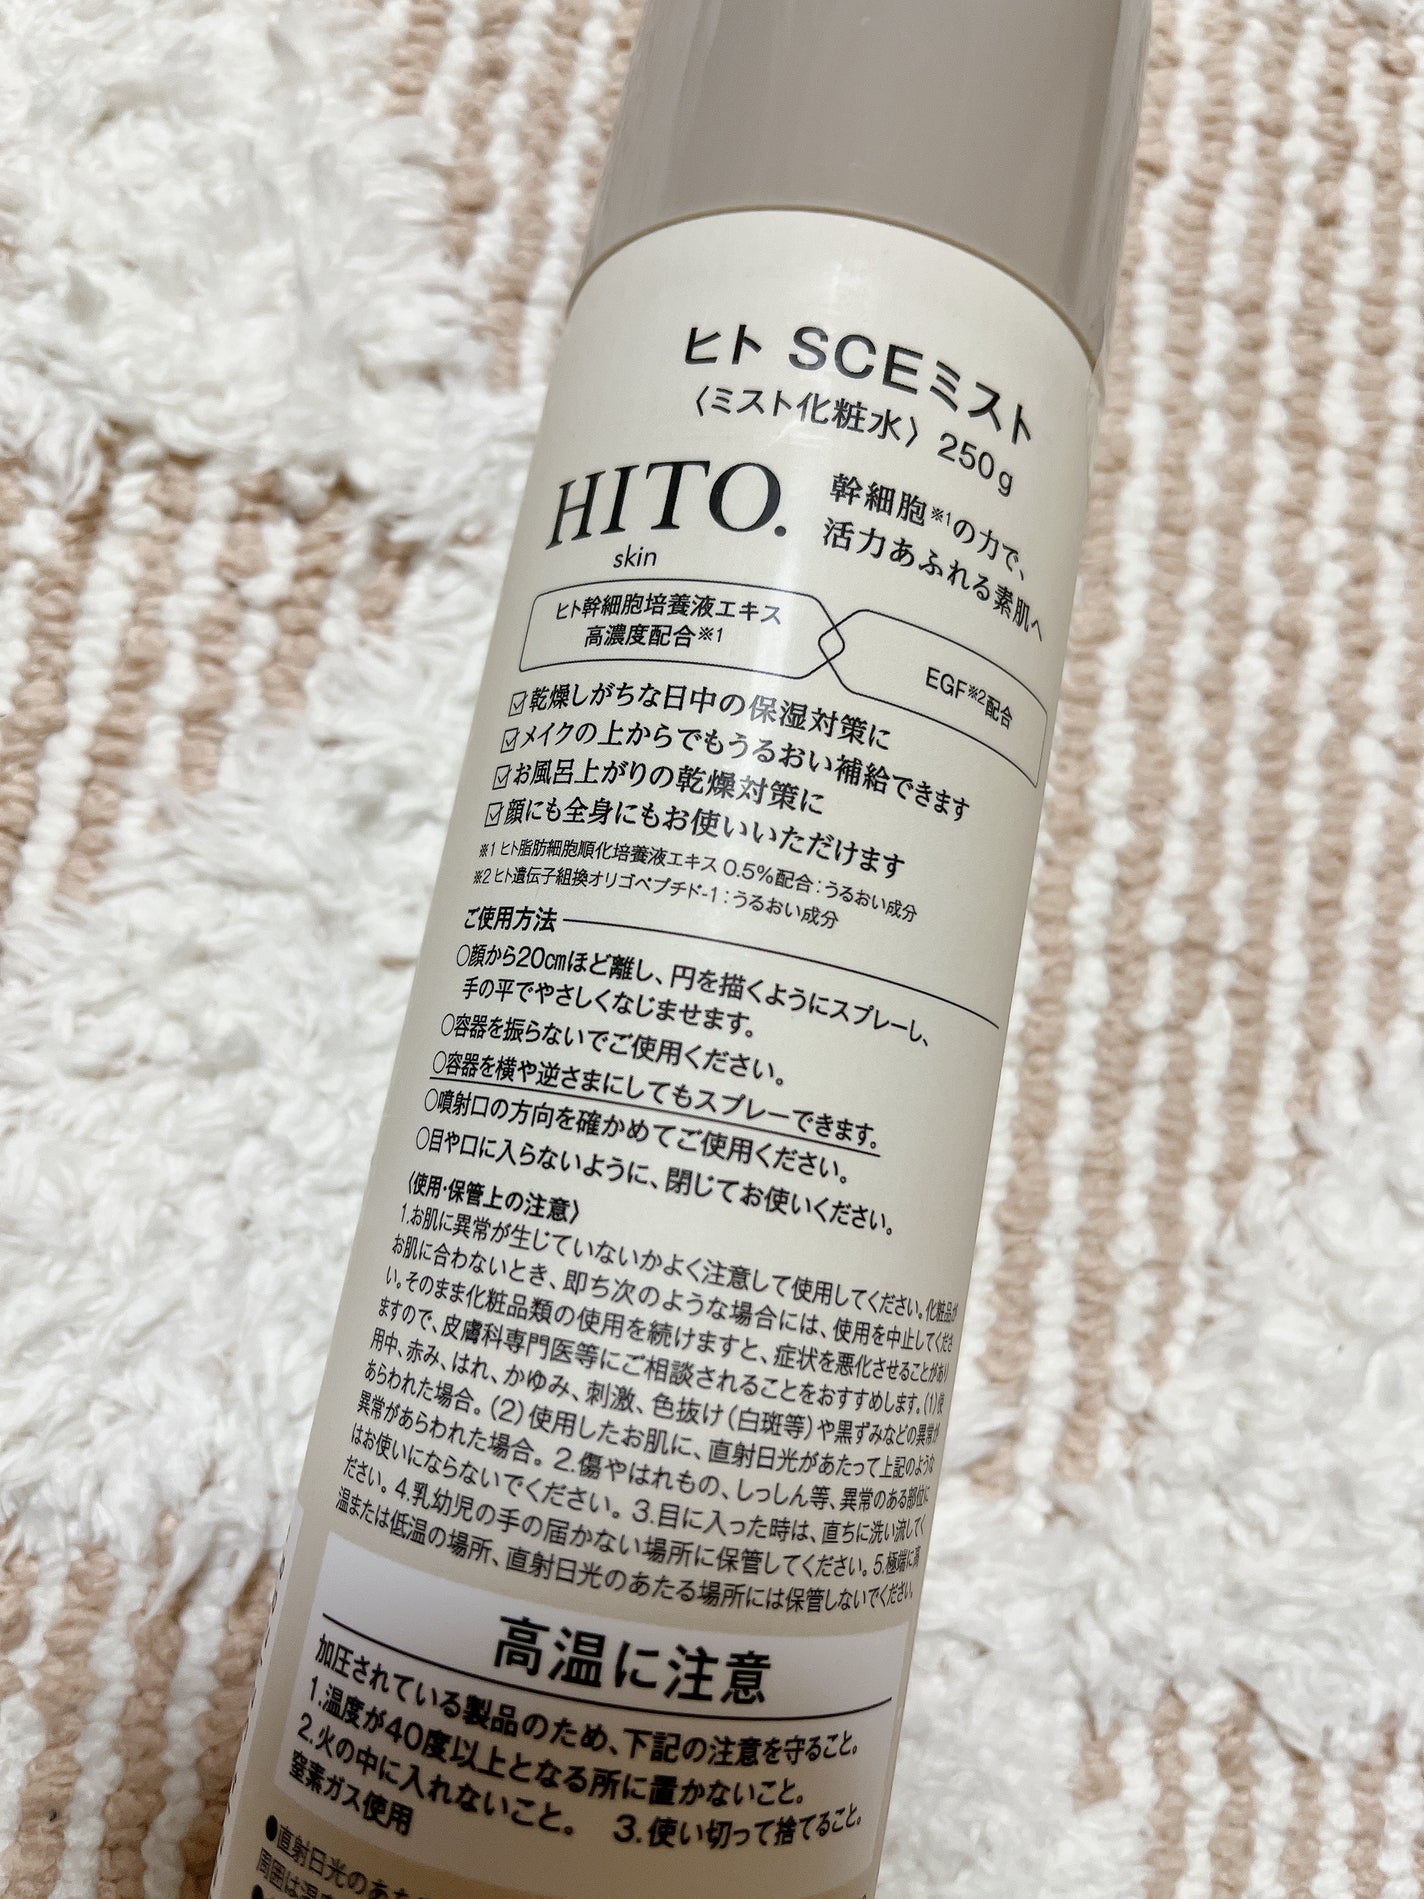 ヒト SCEミスト
〈ミスト化粧水〉 250g
HITO.
skin
幹細胞※1の力で、
活力あふれる素肌へ
ヒト幹細胞培養液エキス
高濃度配合※1
EGF※2配合
☑乾燥しがちな日中の保湿対策に
☑メイクの上からでもうるおい補給できます
☑お風呂上がりの乾燥対策に
☑顔にも全身にもお使いいただけます
※1 ヒト脂肪細胞順化培養液エキス 0.5%配合：うるおい成分
※2 ヒト遺伝子組換オリゴペプチド-1：うるおい成分
ご使用方法
○顔から20cmほど離し、円を描くようにスプレーし、
手の平でやさしくなじませます。
○容器を振らないでご使用ください。
○容器を横や逆さまにしてもスプレーできます。
○噴射口の方向を確かめてご使用ください。
○目や口に入らないように、閉じてお使いください。
〈使用・保管上の注意〉
1.お肌に異常が生じていないかよく注意して使用してください。化粧品が
お肌に合わないとき、即ち次のような場合には、使用を中止してくださ
い。そのまま化粧品類の使用を続けますと、症状を悪化させることがあり
ますので、皮膚科専門医等にご相談されることをおすすめします。(1)使
用中、赤み、はれ、かゆみ、刺激、色抜け(白斑等)や黒ずみなどの異常が
あらわれた場合。(2)使用したお肌に、直射日光があたって上記のような
異常があらわれた場合。2.傷やはれもの、しっしん等、異常のある部位に
はお使いにならないでください。3.目に入った時は、直ちに洗い流してく
ださい。4.乳幼児の手の届かない場所に保管してください。5.極端に高
温または低温の場所、直射日光のあたる場所には保管しないでください。
高温に注意
加圧されている製品のため、下記の注意を守ること。
1.温度が40度以上となる所に置かないこと。
2.火の中に入れないこと。 3.使い切って捨てること。
窒素ガス使用
●直射日光のあた
周囲は温度